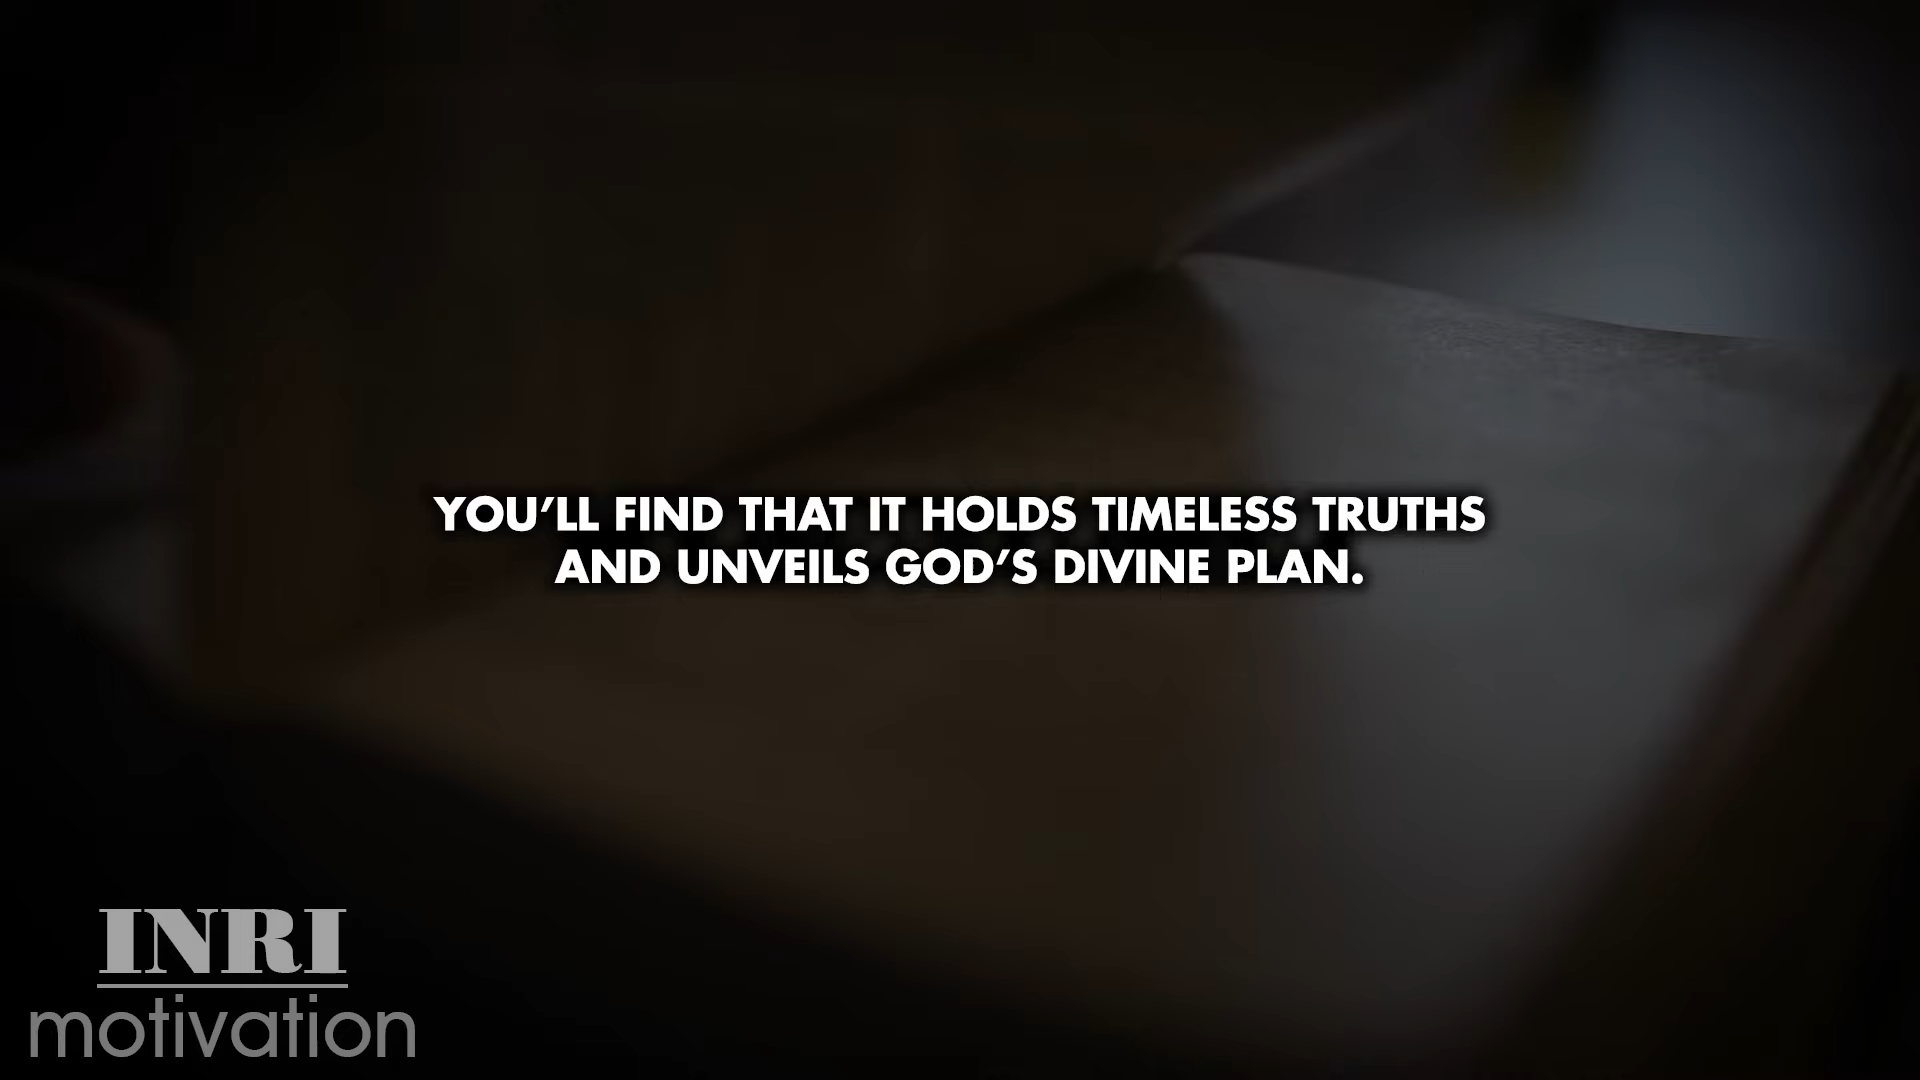 YOU’LL FIND THAT IT HOLDS TIMELESS TRUTHS
AND UNVEILS GOD’S DIVINE PLAN.
INRI
motivation